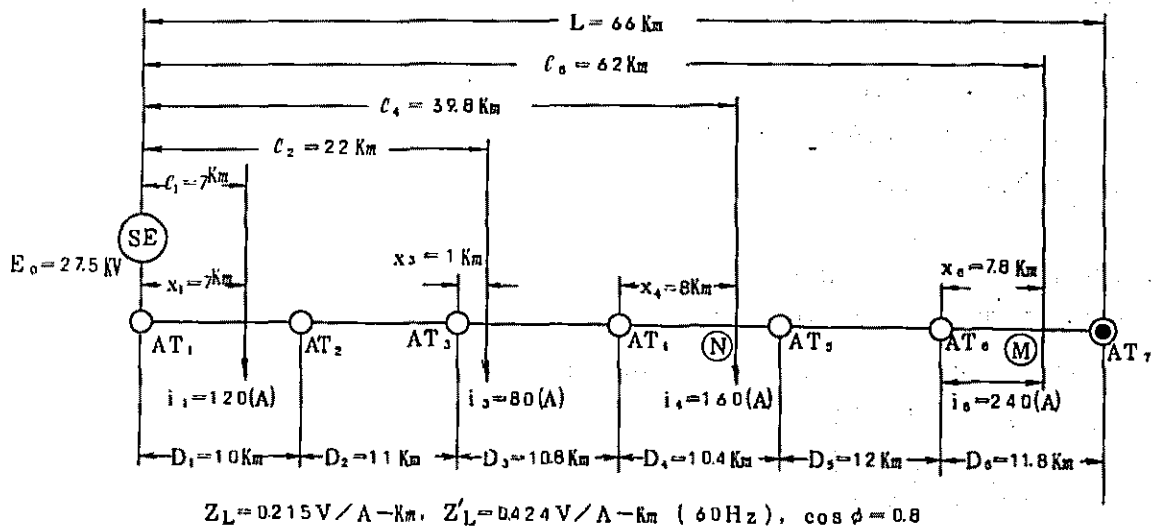 L = 66 Km
ℓ₆ = 62 Km
ℓ₄ = 39.8 Km
ℓ₂ = 22 Km
ℓ₁ = 7Km
SE
E₀ = 27.5 KV
x₁ = 7Km
x₃ = 1 Km
x₄ = 8Km
x₆ = 7.8 Km
AT₁
AT₂
AT₃
AT₄
N
AT₅
AT₆
M
AT₇
i₁ = 120(A)
i₃ = 80(A)
i₄ = 160(A)
i₆ = 240(A)
D₁ = 10 Km
D₂ = 11 Km
D₃ = 10.8 Km
D₄ = 10.4 Km
D₅ = 12 Km
D₆ = 11.8 Km
Z_L = 0.215 V/A-Km, Z'_L = 0.424 V/A-Km ( 60Hz ), cos ϕ = 0.8